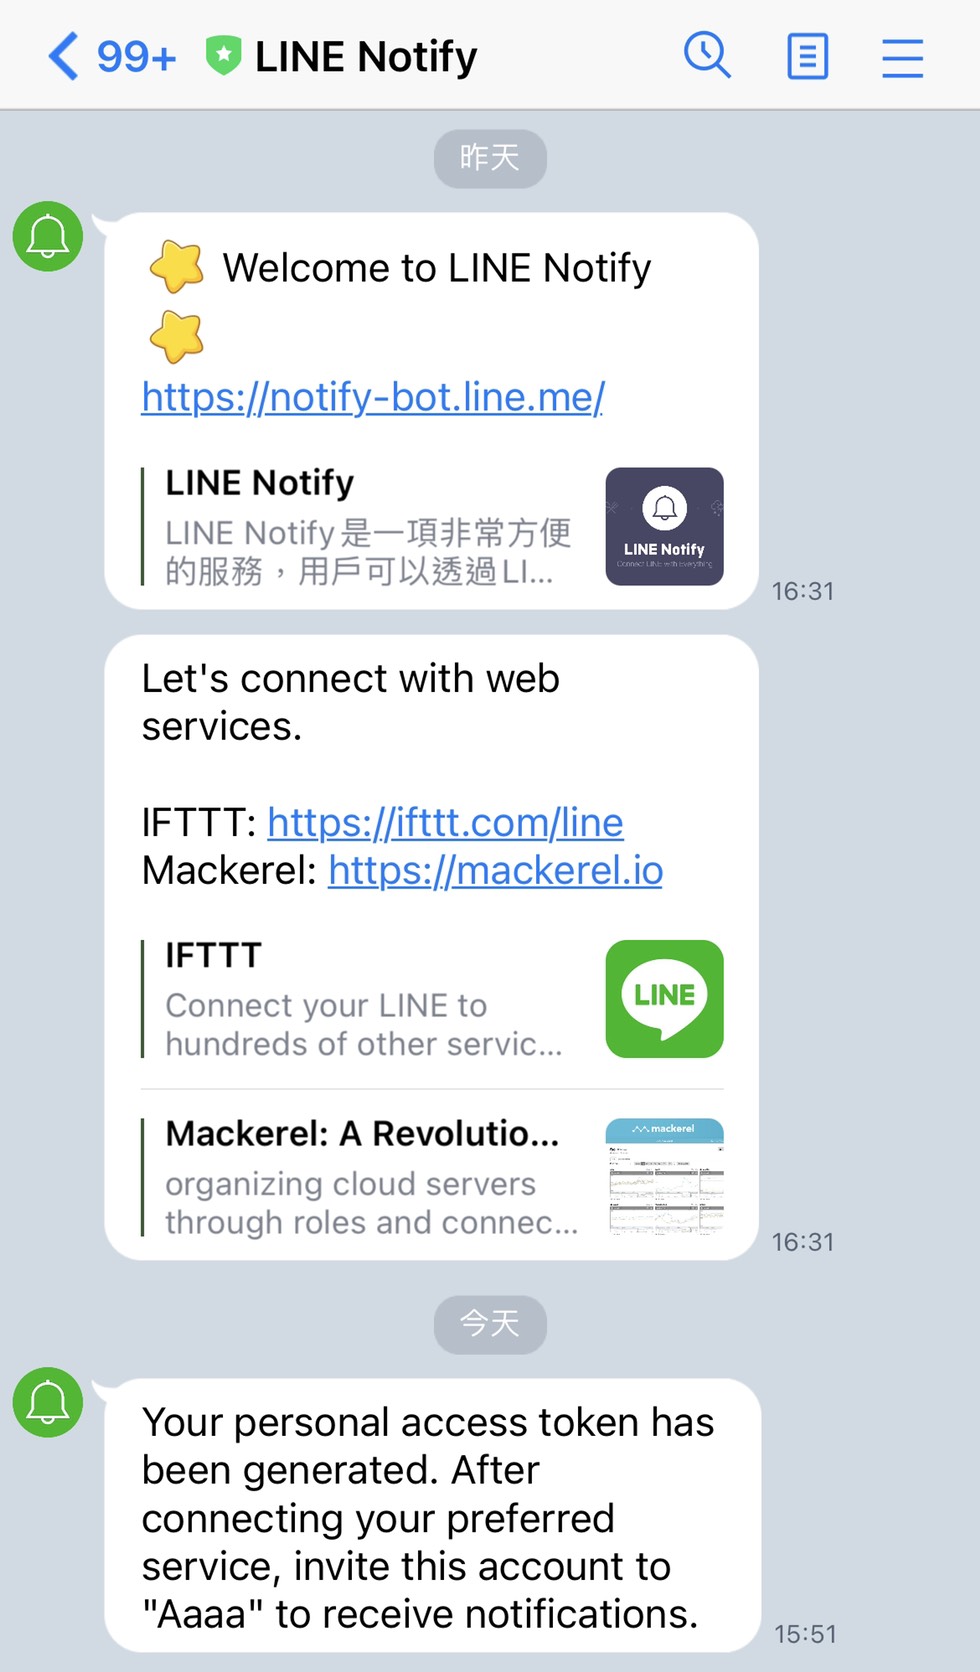 99+ LINE Notify
昨天
Welcome to LINE Notify
https://notify-bot.line.me/
LINE Notify
LINE Notify是一項非常方便
的服務，用戶可以透過LI...
LINE Notify
Connect LINE with everything
16:31
Let's connect with web
services.
IFTTT: https://ifttt.com/line
Mackerel: https://mackerel.io
IFTTT
Connect your LINE to
hundreds of other servic...
LINE
Mackerel: A Revolutio...
organizing cloud servers
through roles and connec...
mackerel
16:31
今天
Your personal access token has
been generated. After
connecting your preferred
service, invite this account to
"Aaaa" to receive notifications.
15:51